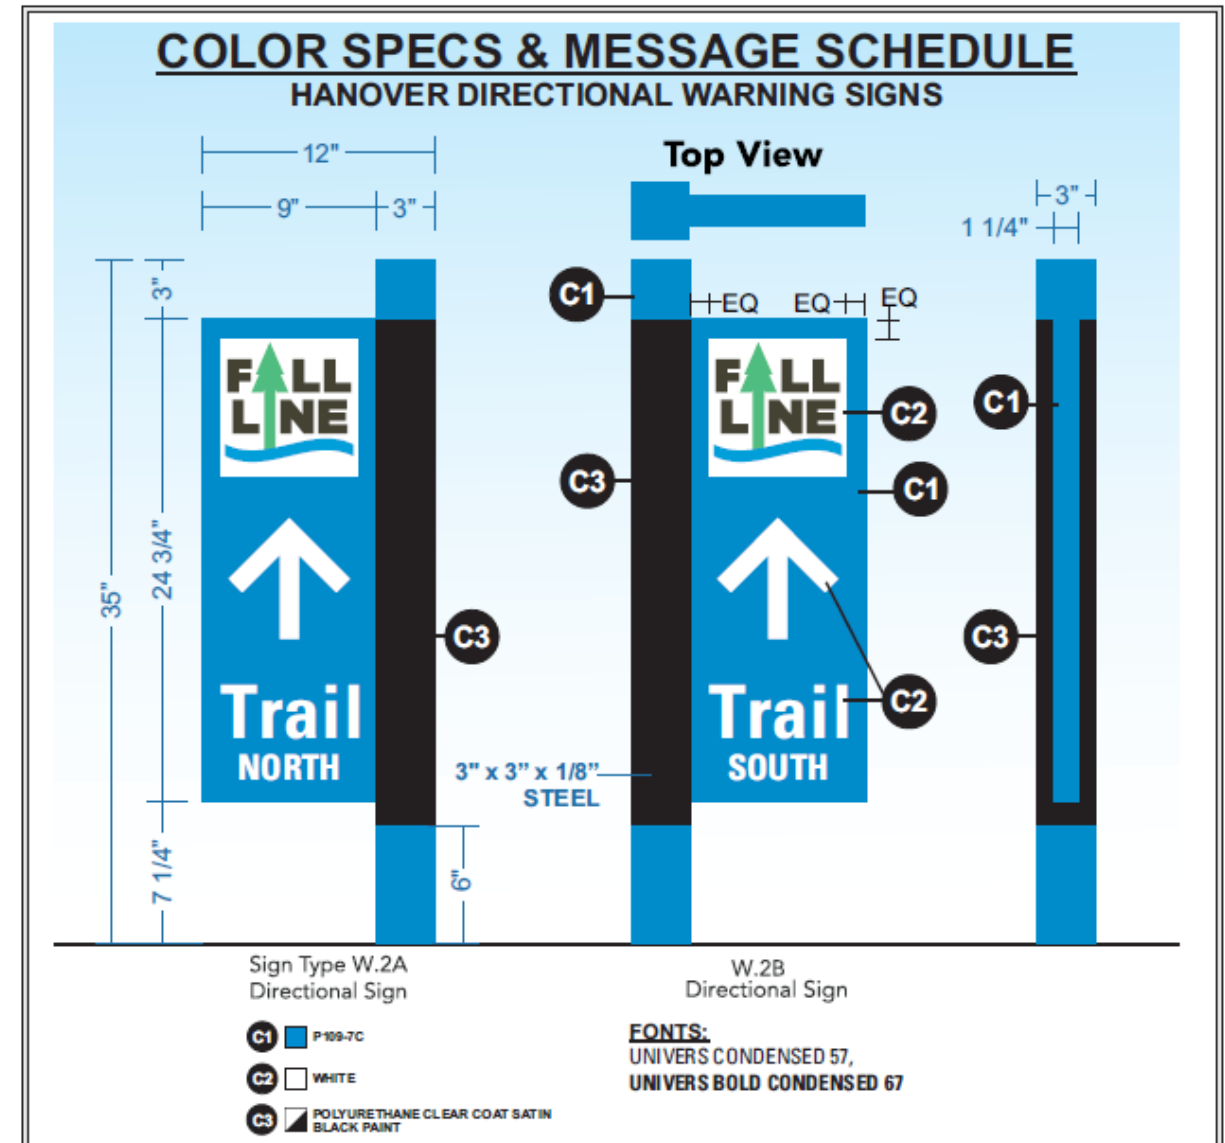 COLOR SPECS & MESSAGE SCHEDULE
HANOVER DIRECTIONAL WARNING SIGNS
12"
9"
3"
Top View
3"
1 1/4"
3"
24 3/4"
35"
7 1/4"
6"
FALL
LINE
Trail
NORTH
C3
C1
EQ
EQ
EQ
FALL
LINE
C2
C1
C3
Trail
SOUTH
C2
3" x 3” x 1/8”
STEEL
C1
C3
Sign Type W.2A
Directional Sign
W.2B
Directional Sign
C1 P109-7C
C2 WHITE
C3 POLYURETHANE CLEAR COAT SATIN
BLACK PAINT
FONTS:
UNIVERS CONDENSED 57,
UNIVERS BOLD CONDENSED 67